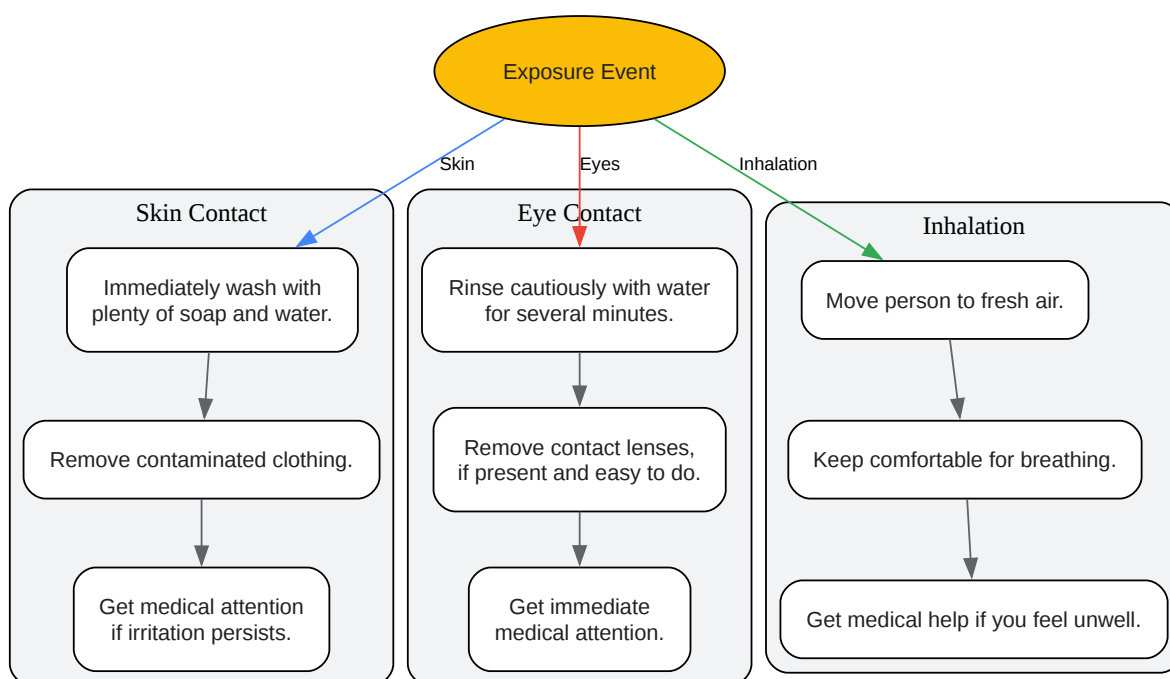 Exposure Event
Skin
Eyes
Inhalation
Skin Contact
Immediately wash with
plenty of soap and water.
Remove contaminated clothing.
Get medical attention
if irritation persists.
Eye Contact
Rinse cautiously with water
for several minutes.
Remove contact lenses,
if present and easy to do.
Get immediate
medical attention.
Inhalation
Move person to fresh air.
Keep comfortable for breathing.
Get medical help if you feel unwell.